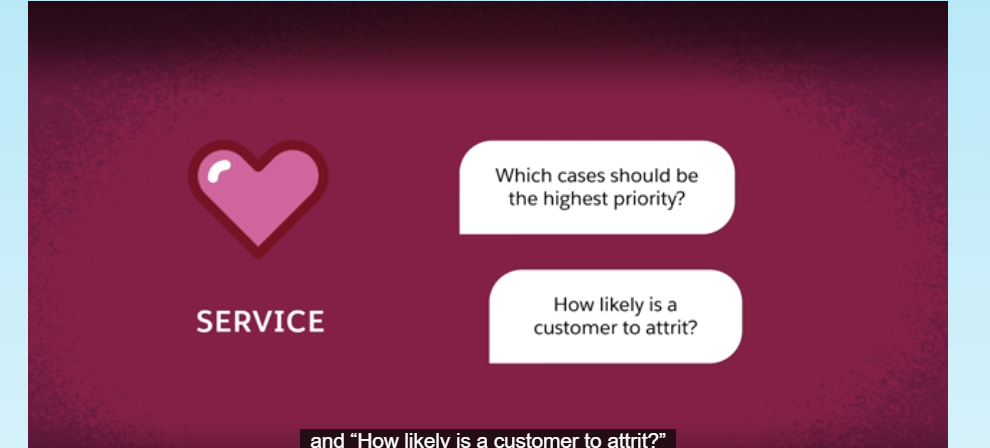 Which cases should be
the highest priority?
How likely is a
customer to attrit?
SERVICE
and “How likely is a customer to attrit?”